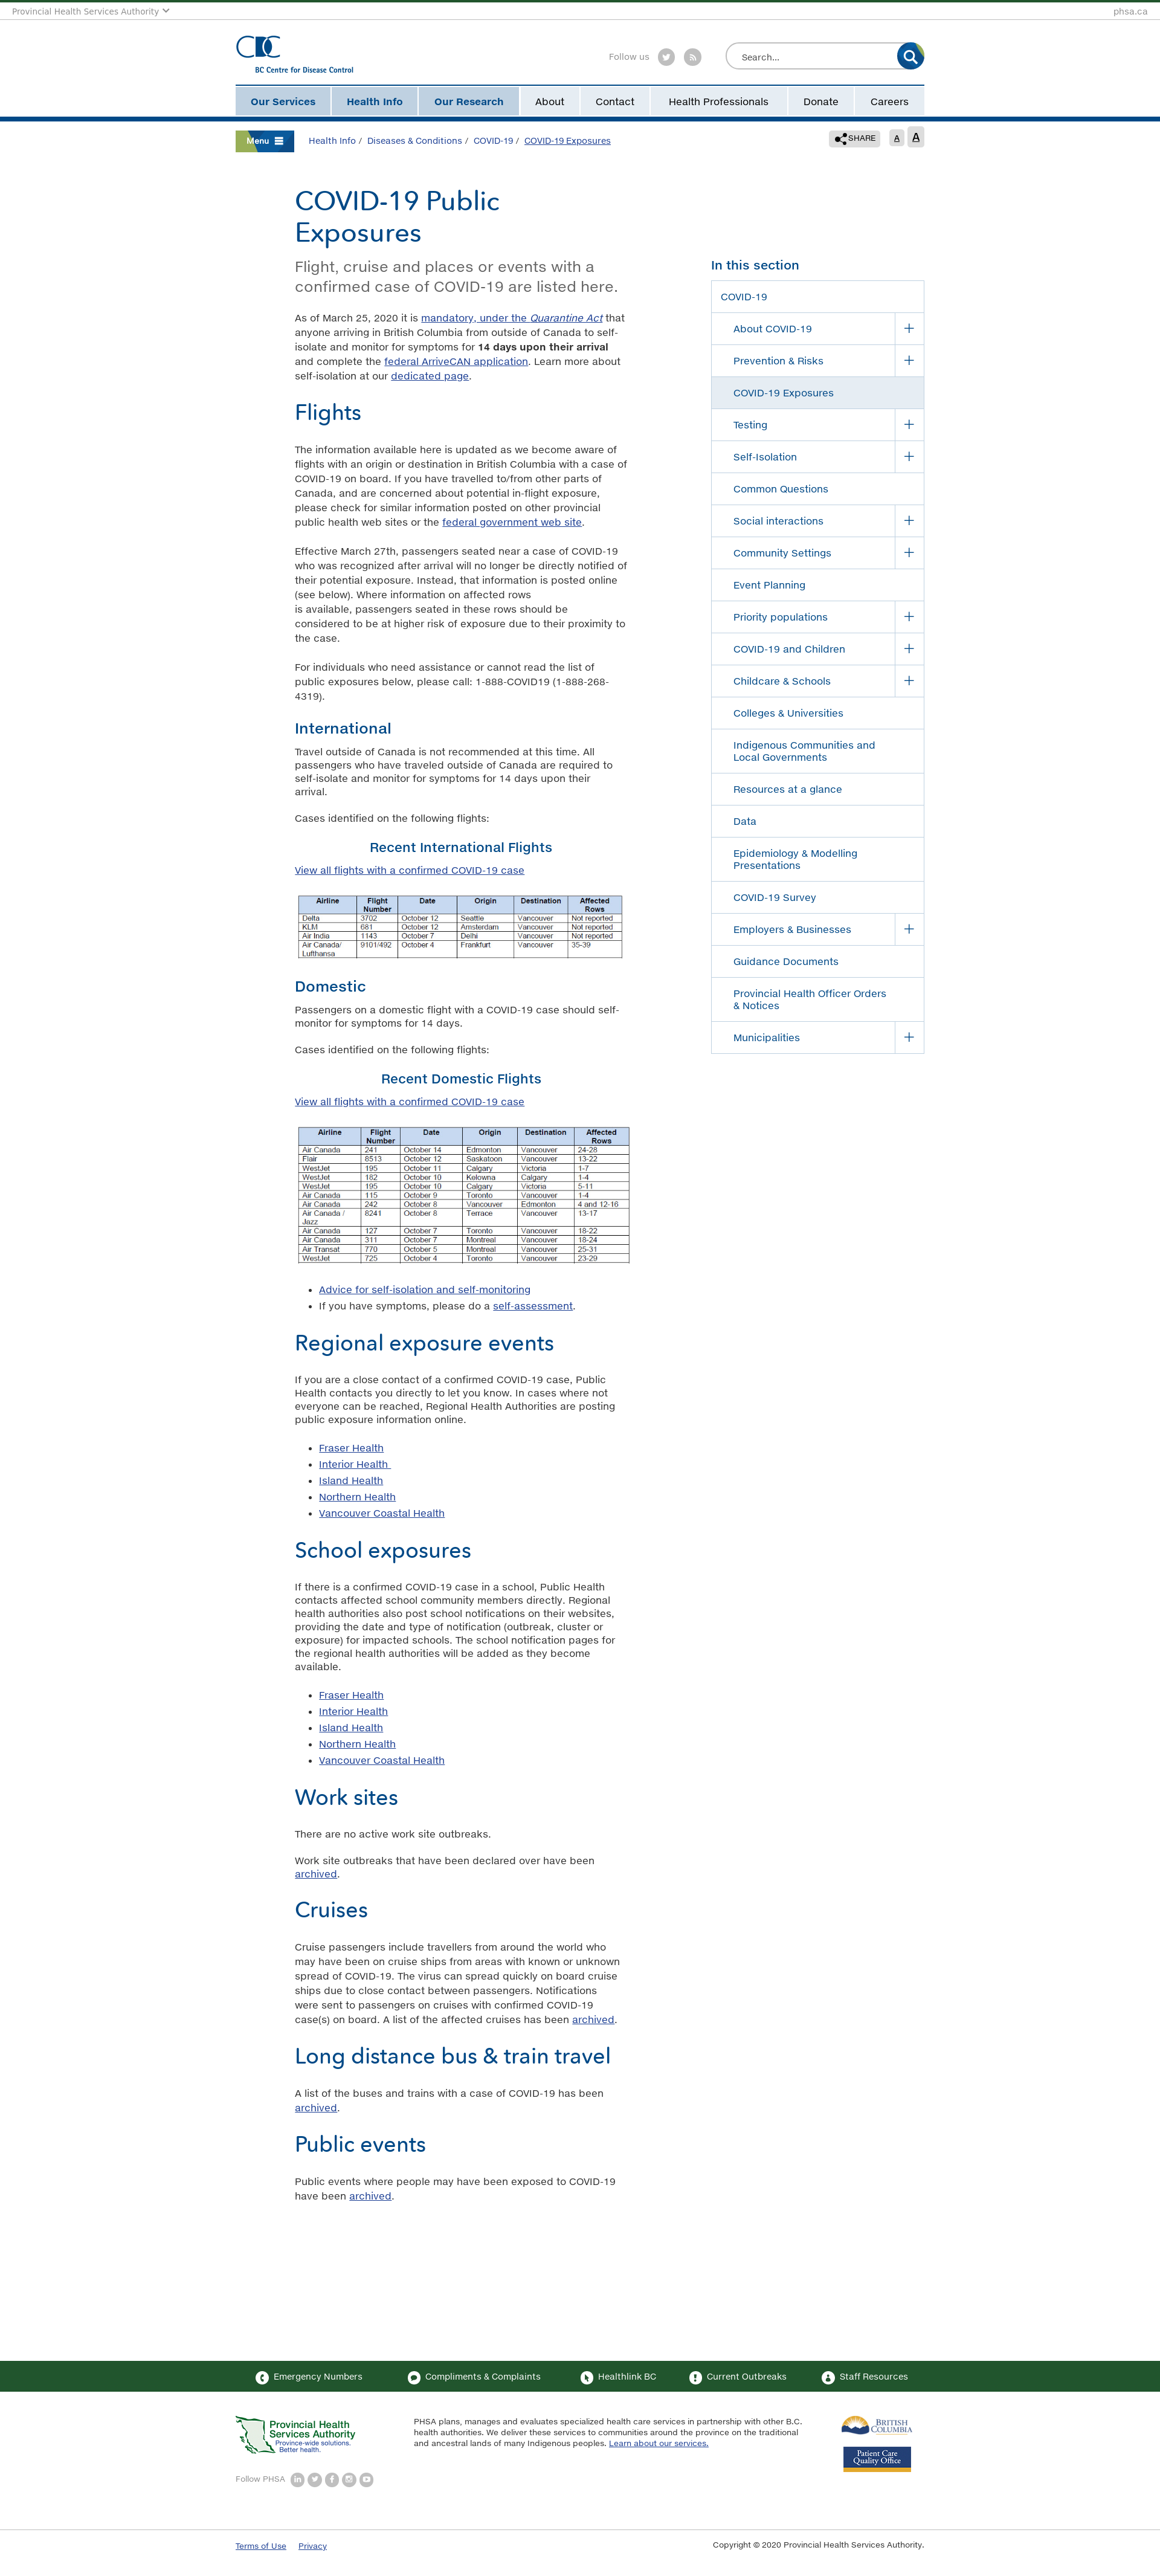 Provincial Health Services Authority
phsa.ca
BC Centre for Disease Control
Follow us
Search...
Our Services
Health Info
Our Research
About
Contact
Health Professionals
Donate
Careers
Menu
Health Info / Diseases & Conditions / COVID-19 / COVID-19 Exposures
SHARE
A
A
COVID-19 Public
Exposures
Flight, cruise and places or events with a
confirmed case of COVID-19 are listed here.
As of March 25, 2020 it is mandatory, under the Quarantine Act that
anyone arriving in British Columbia from outside of Canada to self-
isolate and monitor for symptoms for 14 days upon their arrival
and complete the federal ArriveCAN application. Learn more about
self-isolation at our dedicated page.
Flights
The information available here is updated as we become aware of
flights with an origin or destination in British Columbia with a case of
COVID-19 on board. If you have travelled to/from other parts of
Canada, and are concerned about potential in-flight exposure,
please check for similar information posted on other provincial
public health web sites or the federal government web site.
Effective March 27th, passengers seated near a case of COVID-19
who was recognized after arrival will no longer be directly notified of
their potential exposure. Instead, that information is posted online
(see below). Where information on affected rows
is available, passengers seated in these rows should be
considered to be at higher risk of exposure due to their proximity to
the case.
For individuals who need assistance or cannot read the list of
public exposures below, please call: 1-888-COVID19 (1-888-268-
4319).
International
Travel outside of Canada is not recommended at this time. All
passengers who have traveled outside of Canada are required to
self-isolate and monitor for symptoms for 14 days upon their
arrival.
Cases identified on the following flights:
Recent International Flights
View all flights with a confirmed COVID-19 case
Airline Flight Number Date Origin Destination Affected Rows
Delta 3702 October 12 Seattle Vancouver Not reported
KLM 681 October 12 Amsterdam Vancouver Not reported
Air India 1143 October 7 Delhi Vancouver Not reported
Air Canada/ Lufthansa 9101/492 October 4 Frankfurt Vancouver 35-39
Domestic
Passengers on a domestic flight with a COVID-19 case should self-
monitor for symptoms for 14 days.
Cases identified on the following flights:
Recent Domestic Flights
View all flights with a confirmed COVID-19 case
Airline Flight Number Date Origin Destination Affected Rows
Air Canada 241 October 14 Edmonton Vancouver 24-28
Flair 8513 October 12 Saskatoon Vancouver 13-22
WestJet 195 October 11 Calgary Victoria 1-7
WestJet 182 October 10 Kelowna Calgary 1-4
WestJet 195 October 10 Calgary Victoria 5-11
Air Canada 115 October 9 Toronto Vancouver 1-4
Air Canada 242 October 8 Vancouver Edmonton 4 and 12-16
Air Canada / Jazz 8241 October 8 Terrace Vancouver 13-17
Air Canada 127 October 7 Toronto Vancouver 18-22
Air Canada 311 October 7 Montreal Vancouver 18-24
Air Transat 770 October 5 Montreal Vancouver 25-31
WestJet 725 October 4 Toronto Vancouver 23-29
Advice for self-isolation and self-monitoring
If you have symptoms, please do a self-assessment.
Regional exposure events
If you are a close contact of a confirmed COVID-19 case, Public
Health contacts you directly to let you know. In cases where not
everyone can be reached, Regional Health Authorities are posting
public exposure information online.
Fraser Health
Interior Health
Island Health
Northern Health
Vancouver Coastal Health
School exposures
If there is a confirmed COVID-19 case in a school, Public Health
contacts affected school community members directly. Regional
health authorities also post school notifications on their websites,
providing the date and type of notification (outbreak, cluster or
exposure) for impacted schools. The school notification pages for
the regional health authorities will be added as they become
available.
Fraser Health
Interior Health
Island Health
Northern Health
Vancouver Coastal Health
Work sites
There are no active work site outbreaks.
Work site outbreaks that have been declared over have been
archived.
Cruises
Cruise passengers include travellers from around the world who
may have been on cruise ships from areas with known or unknown
spread of COVID-19. The virus can spread quickly on board cruise
ships due to close contact between passengers. Notifications
were sent to passengers on cruises with confirmed COVID-19
case(s) on board. A list of the affected cruises has been archived.
Long distance bus & train travel
A list of the buses and trains with a case of COVID-19 has been
archived.
Public events
Public events where people may have been exposed to COVID-19
have been archived.
In this section
COVID-19
About COVID-19
Prevention & Risks
COVID-19 Exposures
Testing
Self-Isolation
Common Questions
Social interactions
Community Settings
Event Planning
Priority populations
COVID-19 and Children
Childcare & Schools
Colleges & Universities
Indigenous Communities and
Local Governments
Resources at a glance
Data
Epidemiology & Modelling
Presentations
COVID-19 Survey
Employers & Businesses
Guidance Documents
Provincial Health Officer Orders
& Notices
Municipalities
Emergency Numbers
Compliments & Complaints
Healthlink BC
Current Outbreaks
Staff Resources
Provincial Health
Services Authority
Province-wide solutions.
Better health.
Follow PHSA
PHSA plans, manages and evaluates specialized health care services in partnership with other B.C.
health authorities. We deliver these services to communities around the province on the traditional
and ancestral lands of many Indigenous peoples. Learn about our services.
BRITISH
COLUMBIA
Patient Care
Quality Office
Terms of Use
Privacy
Copyright © 2020 Provincial Health Services Authority.